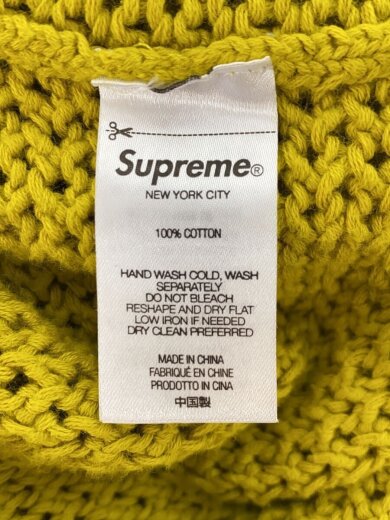 Supreme®
NEW YORK CITY
100% COTTON
HAND WASH COLD, WASH
SEPARATELY
DO NOT BLEACH
RESHAPE AND DRY FLAT
LOW IRON IF NEEDED
DRY CLEAN PREFERRED
MADE IN CHINA
FABRIQUÉ EN CHINE
PRODOTTO IN CINA
中国製